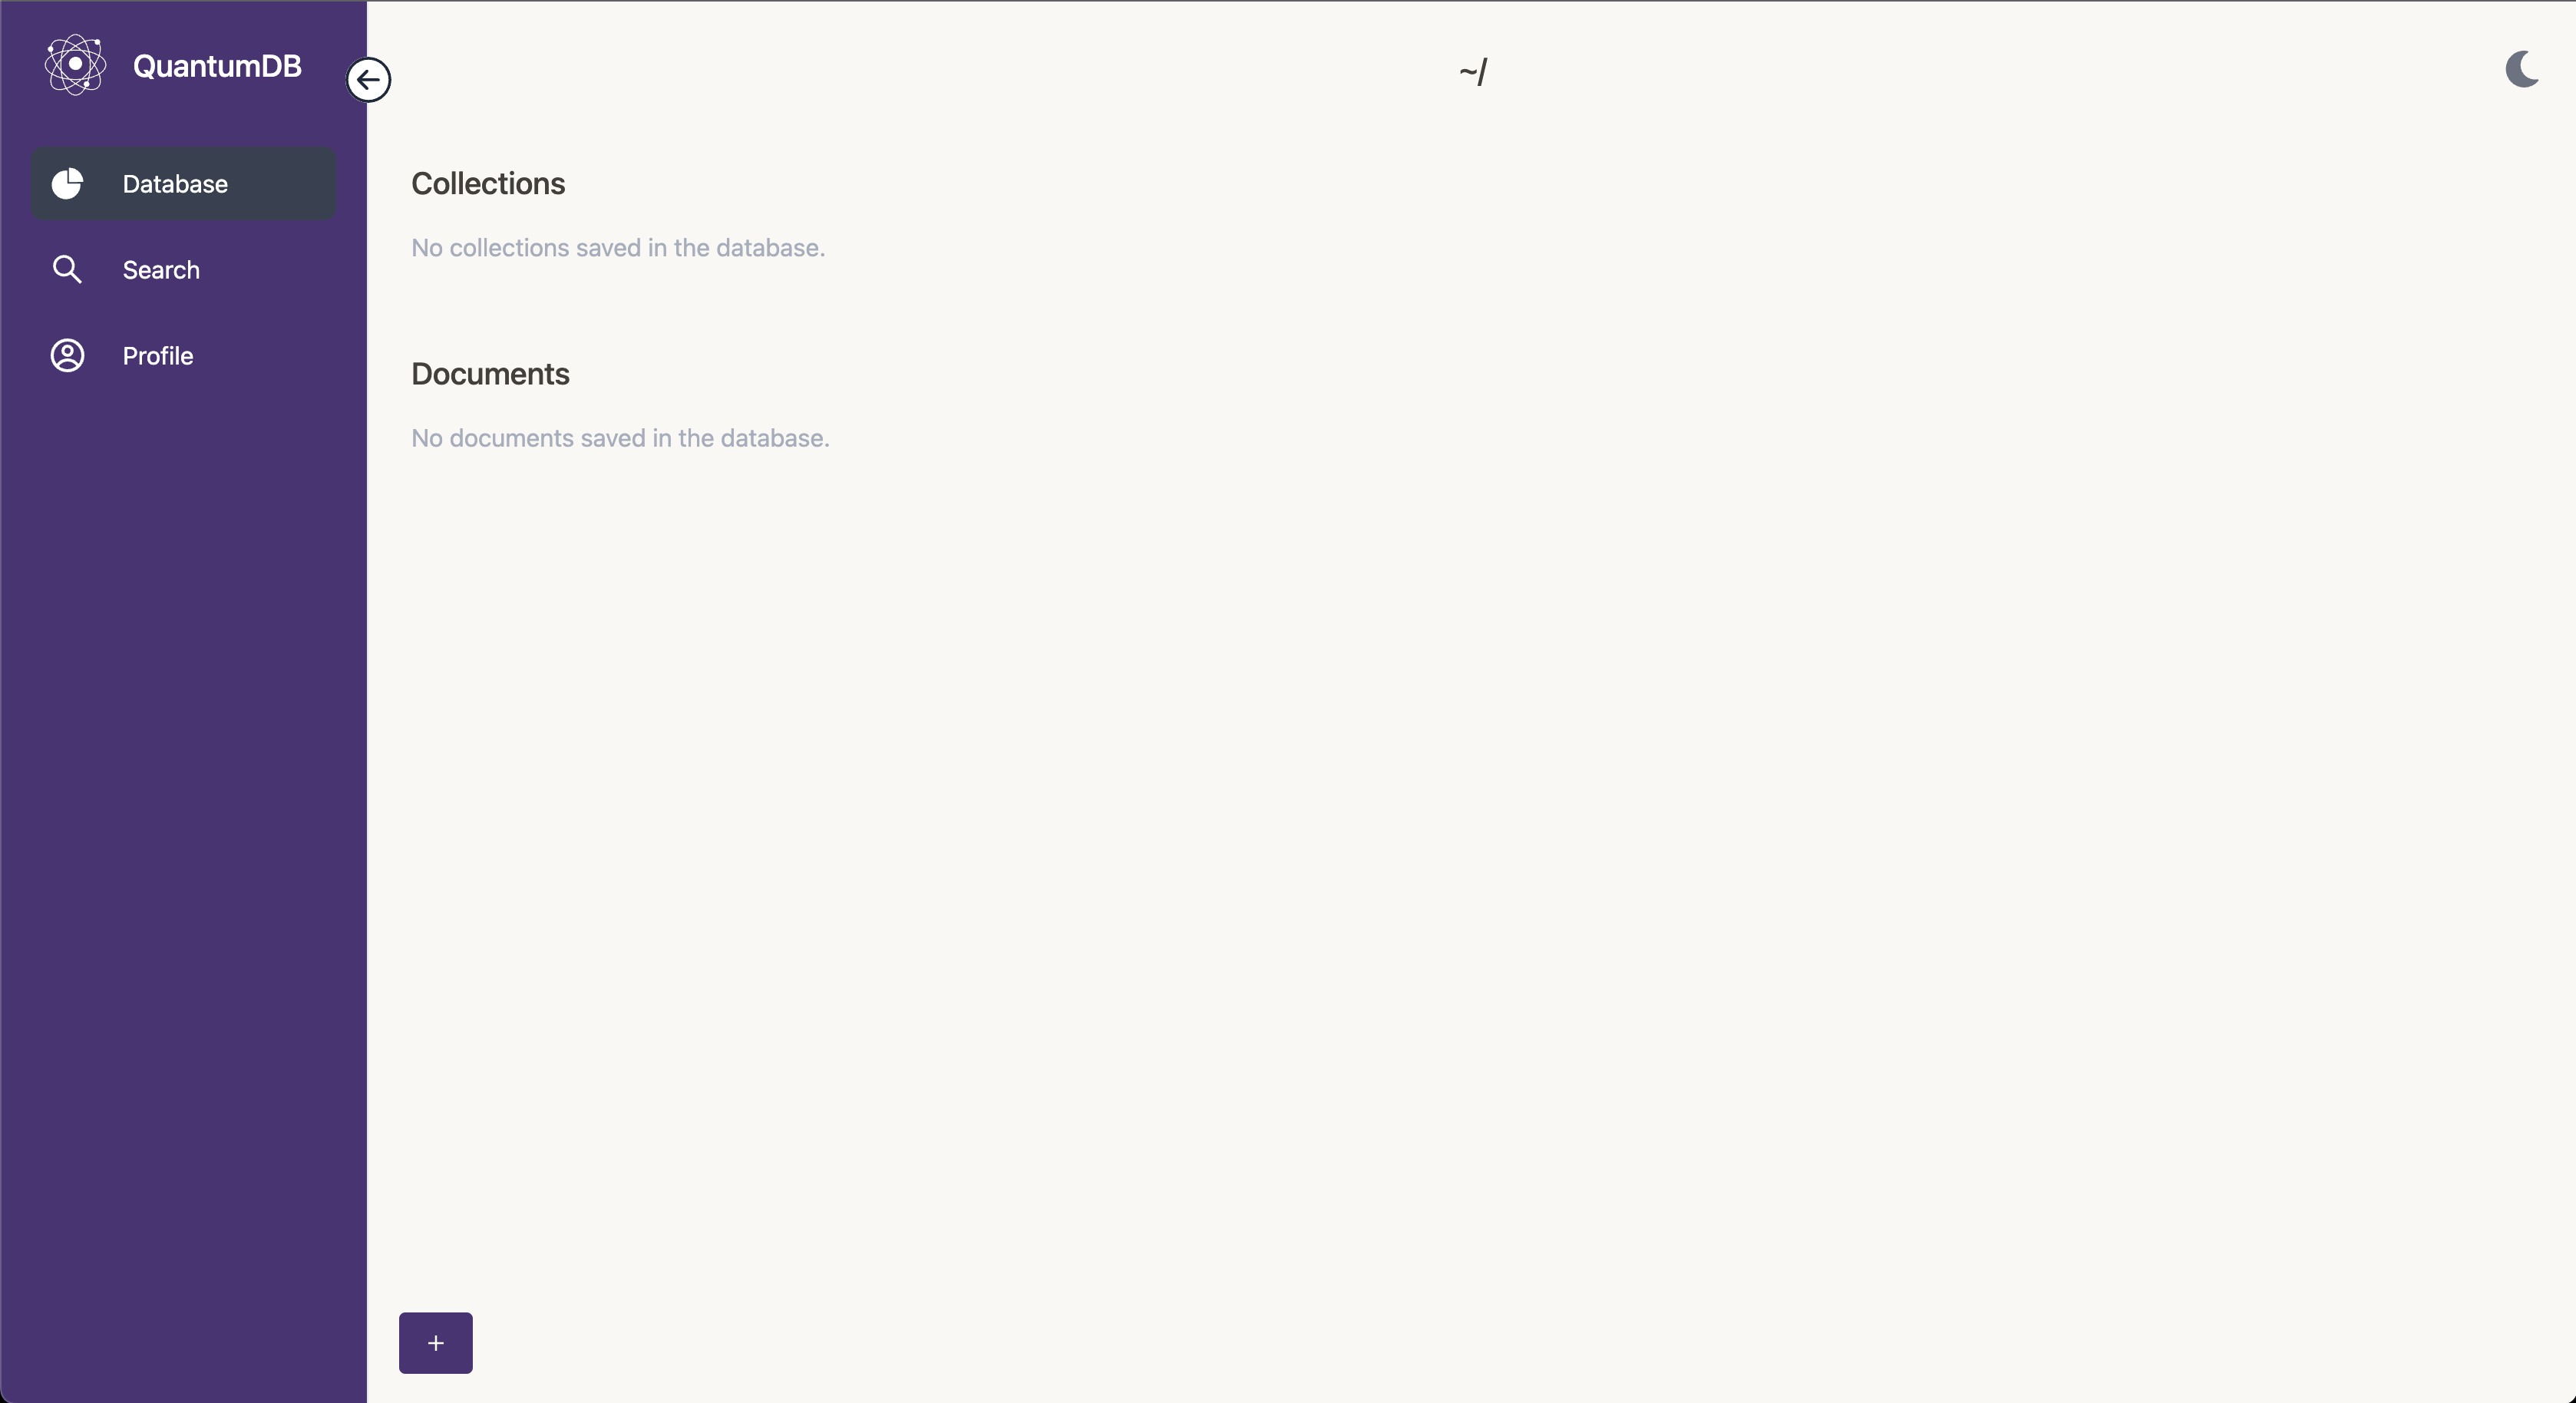 QuantumDB
~/
Database
Search
Profile
Collections
No collections saved in the database.
Documents
No documents saved in the database.
+